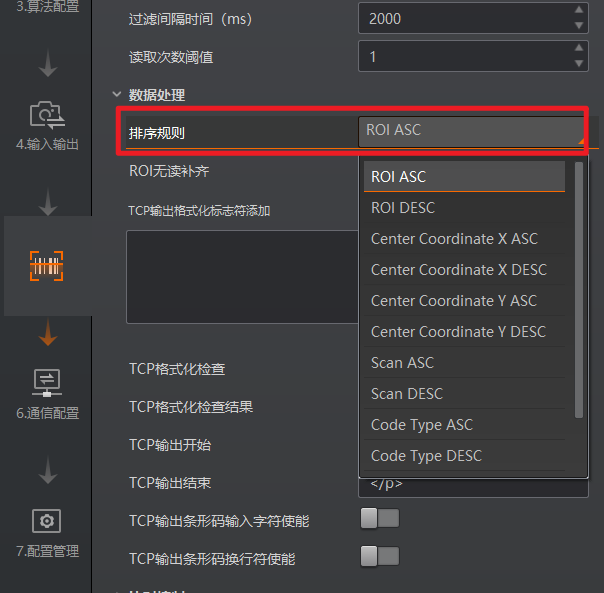 3.算法配置
过滤间隔时间（ms）
2000
读取次数阈值
1
数据处理
4.输入输出
排序规则
ROI ASC
ROI无读补齐
ROI ASC
ROI DESC
TCP输出格式化标志符添加
Center Coordinate X ASC
Center Coordinate X DESC
Center Coordinate Y ASC
Center Coordinate Y DESC
Scan ASC
TCP格式化检查
Scan DESC
TCP格式化检查结果
6.通信配置
Code Type ASC
TCP输出开始
Code Type DESC
TCP输出结束
</p>
TCP输出条形码输入字符使能
7.配置管理
TCP输出条形码换行符使能